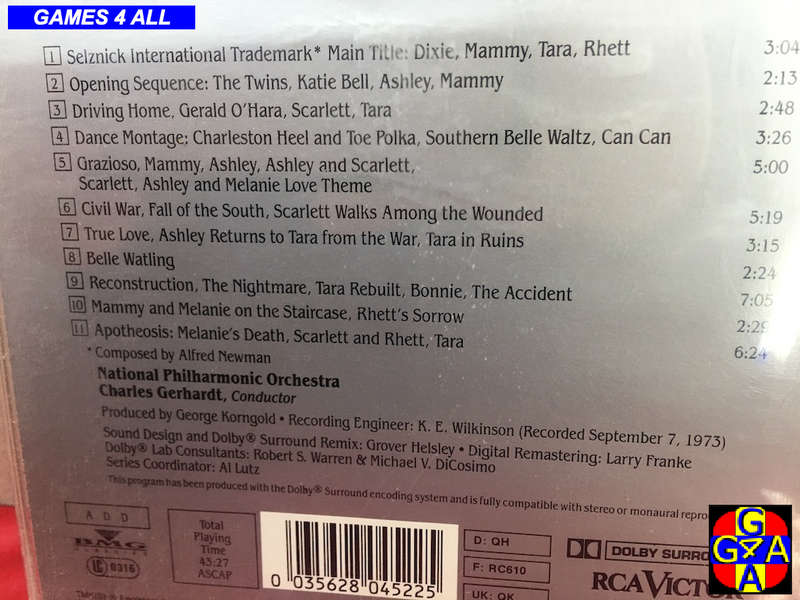 GAMES 4 ALL
1 Selznick International Trademark* Main Title: Dixie, Mammy, Tara, Rhett 3:04
2 Opening Sequence: The Twins, Katie Bell, Ashley, Mammy 2:13
3 Driving Home, Gerald O'Hara, Scarlett, Tara 2:48
4 Dance Montage: Charleston Heel and Toe Polka, Southern Belle Waltz, Can Can 3:26
5 Grazioso, Mammy, Ashley, Ashley and Scarlett, 5:00
Scarlett, Ashley and Melanie Love Theme
6 Civil War, Fall of the South, Scarlett Walks Among the Wounded 5:19
7 True Love, Ashley Returns to Tara from the War, Tara in Ruins 3:15
8 Belle Watling 2:24
9 Reconstruction, The Nightmare, Tara Rebuilt, Bonnie, The Accident 7:05
10 Mammy and Melanie on the Staircase, Rhett's Sorrow 2:29
11 Apotheosis: Melanie's Death, Scarlett and Rhett, Tara 6:24
* Composed by Alfred Newman
National Philharmonic Orchestra
Charles Gerhardt, Conductor
Produced by George Korngold • Recording Engineer: K. E. Wilkinson (Recorded September 7, 1973)
Sound Design and Dolby® Surround Remix: Grover Helsley • Digital Remastering: Larry Franke
Dolby® Lab Consultants: Robert S. Warren & Michael V. DiCosimo
Series Coordinator: Al Lutz
This program has been produced with the Dolby® Surround encoding system and is fully compatible with stereo or monaural repro
A D D
BMG
CLASSICS
LC 0316
Total
Playing
Time
43:27
ASCAP
0 035628 045225
D: QH
F: RC610
UK: QK
DOLBY SURRO
RCA VICTOR
G
G 4 A
A